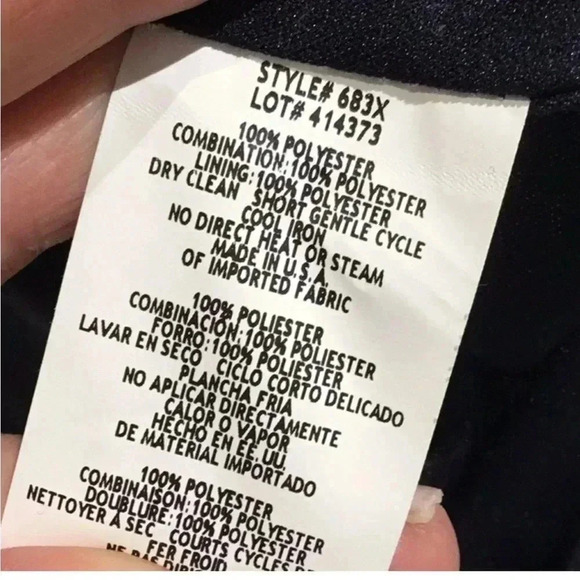 STYLE# 683X
LOT# 414373
100% POLYESTER
COMBINATION:100% POLYESTER
LINING:100% POLYESTER
DRY CLEAN SHORT GENTLE CYCLE
COOL IRON
NO DIRECT HEAT OR STEAM
MADE IN U.S.A.
OF IMPORTED FABRIC
100% POLIESTER
COMBINACIÓN:100% POLIESTER
FORRO:100% POLIESTER
LAVAR EN SECO CICLO CORTO DELICADO
PLANCHA FRIA
NO APLICAR DIRECTAMENTE
CALOR O VAPOR
HECHO EN EE. UU.
DE MATERIAL IMPORTADO
100% POLYESTER
COMBINAISON:100% POLYESTER
DOUBLURE:100% POLYESTER
NETTOYER A SEC COURTS CYCLES
FER FROID
NE PAS